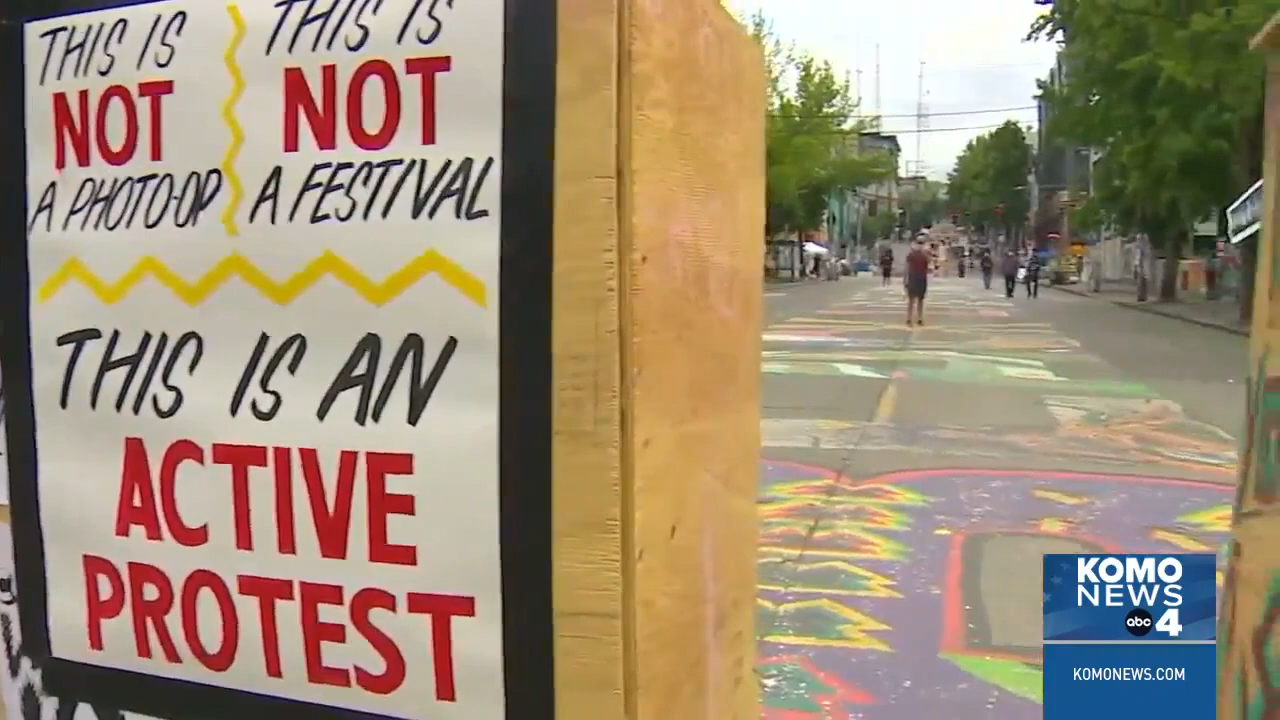 THIS IS
NOT
A PHOTO-OP
THIS IS
NOT
A FESTIVAL
THIS IS AN
ACTIVE
PROTEST
KOMO
NEWS
abc 4
KOMONEWS.COM